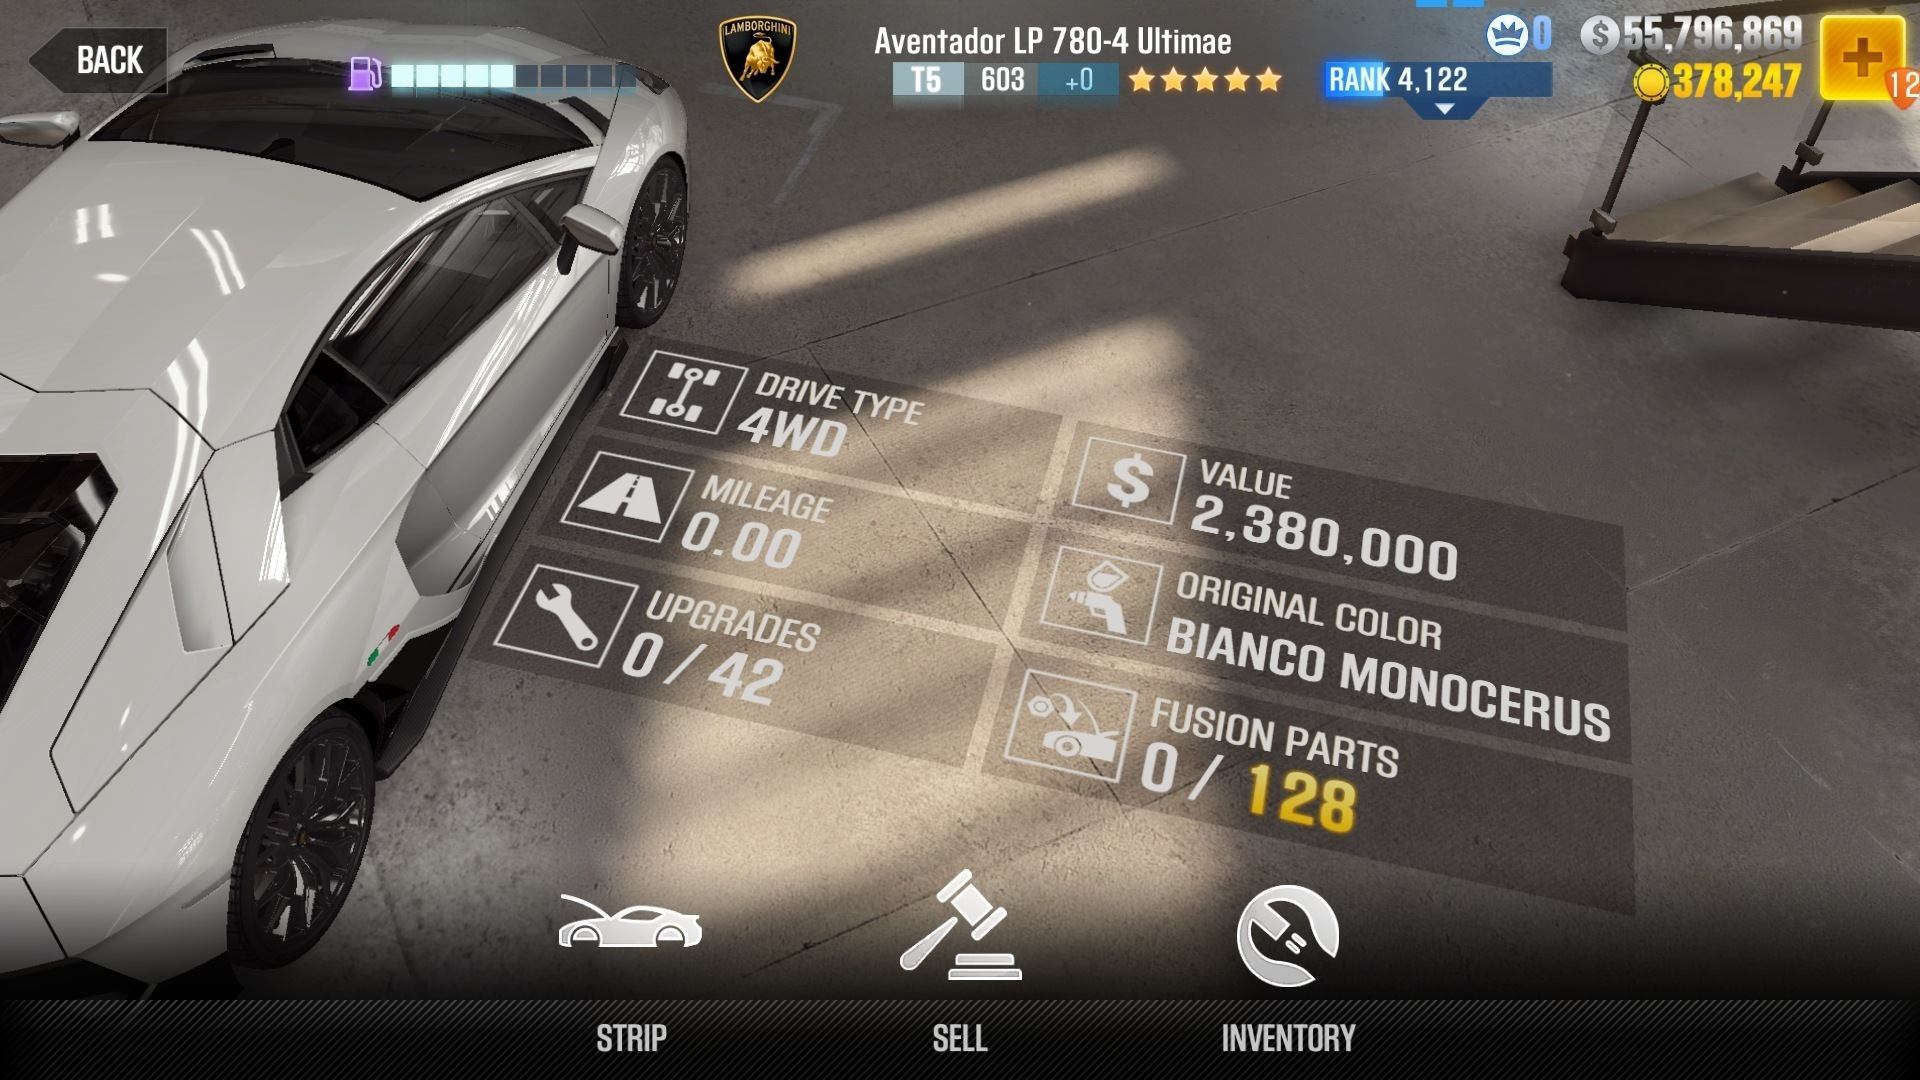 BACK
LAMBORGHINI
Aventador LP 780-4 Ultimae
T5 603 +0
RANK 4,122
0
$ 55,796,869
378,247
12
DRIVE TYPE
4WD
MILEAGE
0.00
UPGRADES
0 / 42
$ VALUE
2,380,000
ORIGINAL COLOR
BIANCO MONOCERUS
FUSION PARTS
0 / 128
STRIP
SELL
INVENTORY